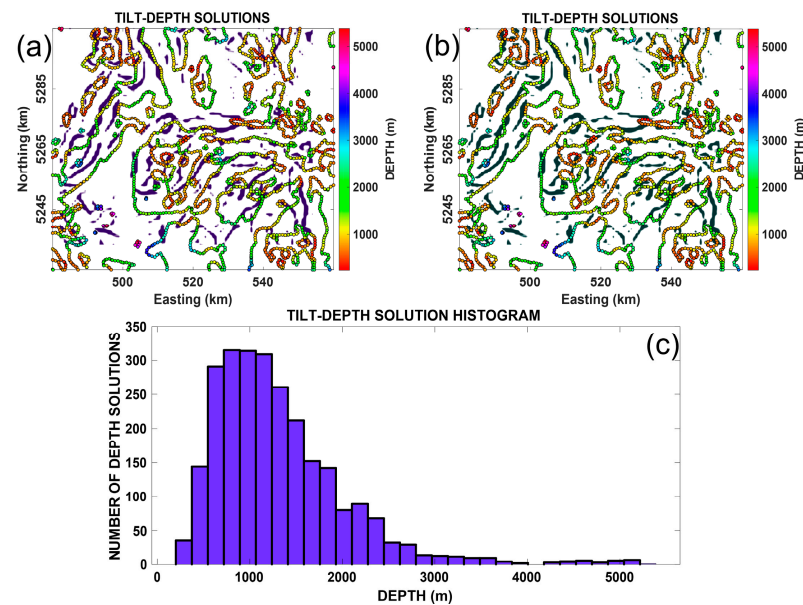 TILT-DEPTH SOLUTIONS
(a)
5285
5265
5245
Northing (km)
500
520
540
Easting (km)
5000
4000
3000
2000
1000
DEPTH (m)
TILT-DEPTH SOLUTIONS
(b)
5285
5265
5245
Northing (km)
500
520
540
Easting (km)
5000
4000
3000
2000
1000
DEPTH (m)
TILT-DEPTH SOLUTION HISTOGRAM
(c)
350
300
250
200
150
100
50
0
NUMBER OF DEPTH SOLUTIONS
0
1000
2000
3000
4000
5000
DEPTH (m)